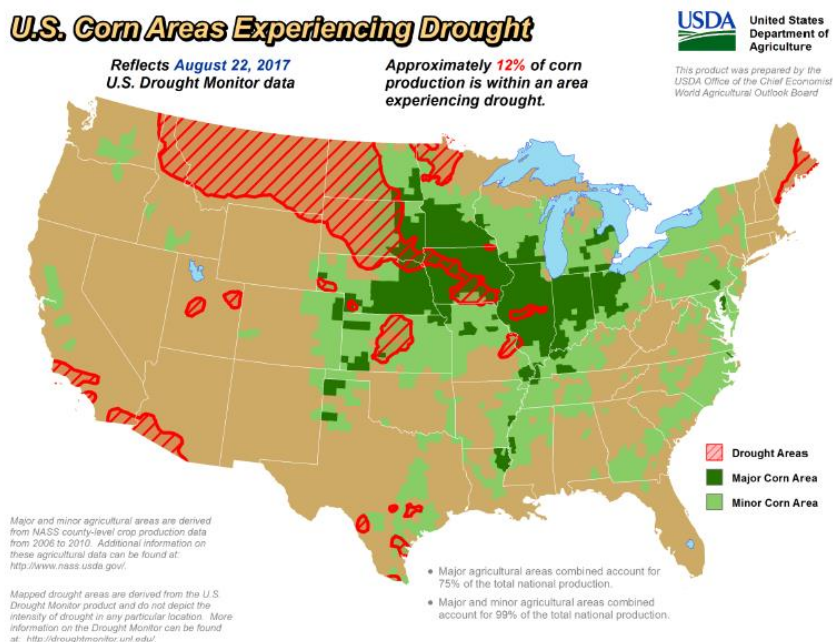 U.S. Corn Areas Experiencing Drought
Reflects August 22, 2017
U.S. Drought Monitor data
Approximately 12% of corn
production is within an area
experiencing drought.
USDA
United States
Department of
Agriculture
This product was prepared by the
USDA Office of the Chief Economist
World Agricultural Outlook Board
Drought Areas
Major Corn Area
Minor Corn Area
Major and minor agricultural areas are derived
from NASS county-level crop production data
from 2006 to 2010. Additional information on
these agricultural data can be found at:
http://www.nass.usda.gov/.
Mapped drought areas are derived from the U.S.
Drought Monitor product and do not depict the
intensity of drought in any particular location. More
information on the Drought Monitor can be found
at: http://droughtmonitor.unl.edu/.
• Major agricultural areas combined account for
75% of the total national production.
• Major and minor agricultural areas combined
account for 99% of the total national production.